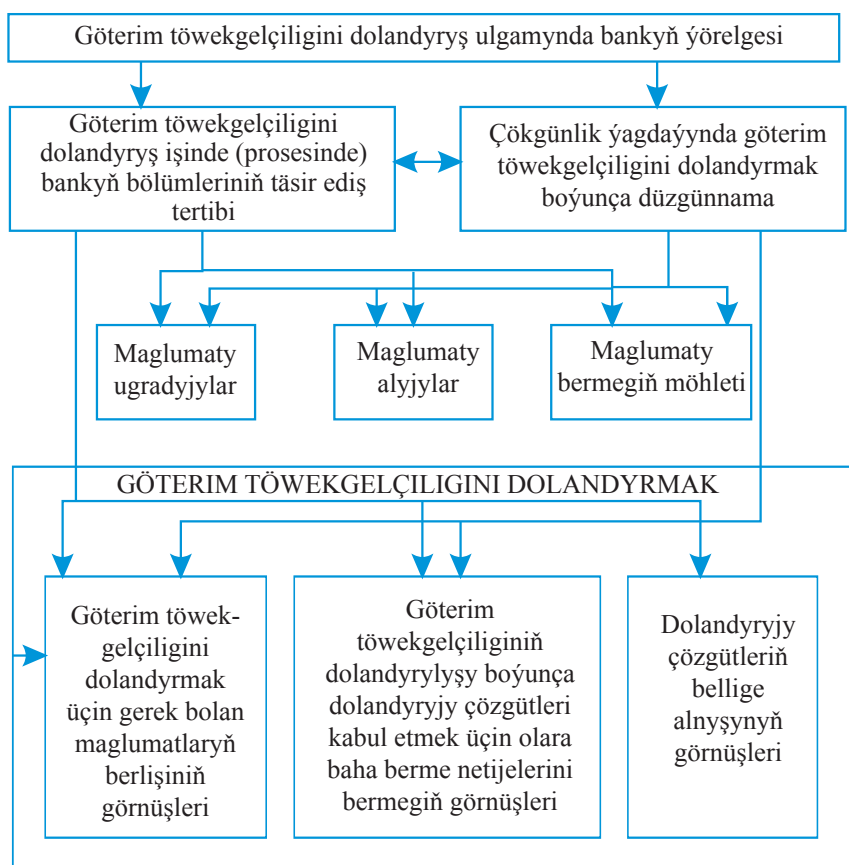 Göterim töwekgelçiligini dolandyryş ulgamynda bankyň ýörelgesi
Göterim töwekgelçiligini
dolandyryş işinde (prosesinde)
bankyň bölümleriniň täsir ediş
tertibi
Çökgünlik ýagdaýynda göterim
töwekgelçiligini dolandyrmak
boýunça düzgünnama
Maglumaty
ugradyjylar
Maglumaty
alyjylar
Maglumaty
bermegiň möhleti
GÖTERIM TÖWEKGELÇILIGINI DOLANDYRMAK
Göterim töwek-
gelçiligini
dolandyrmak
üçin gerek bolan
maglumatlaryň
berlişiniň
görnüşleri
Göterim
töwekgelçiliginiň
dolandyrylyşy boýunça
dolandyryjy çözgütleri
kabul etmek üçin olara
baha berme netijelerini
bermegiň görnüşleri
Dolandyryjy
çözgütleriň
bellige
alnyşynyň
görnüşleri